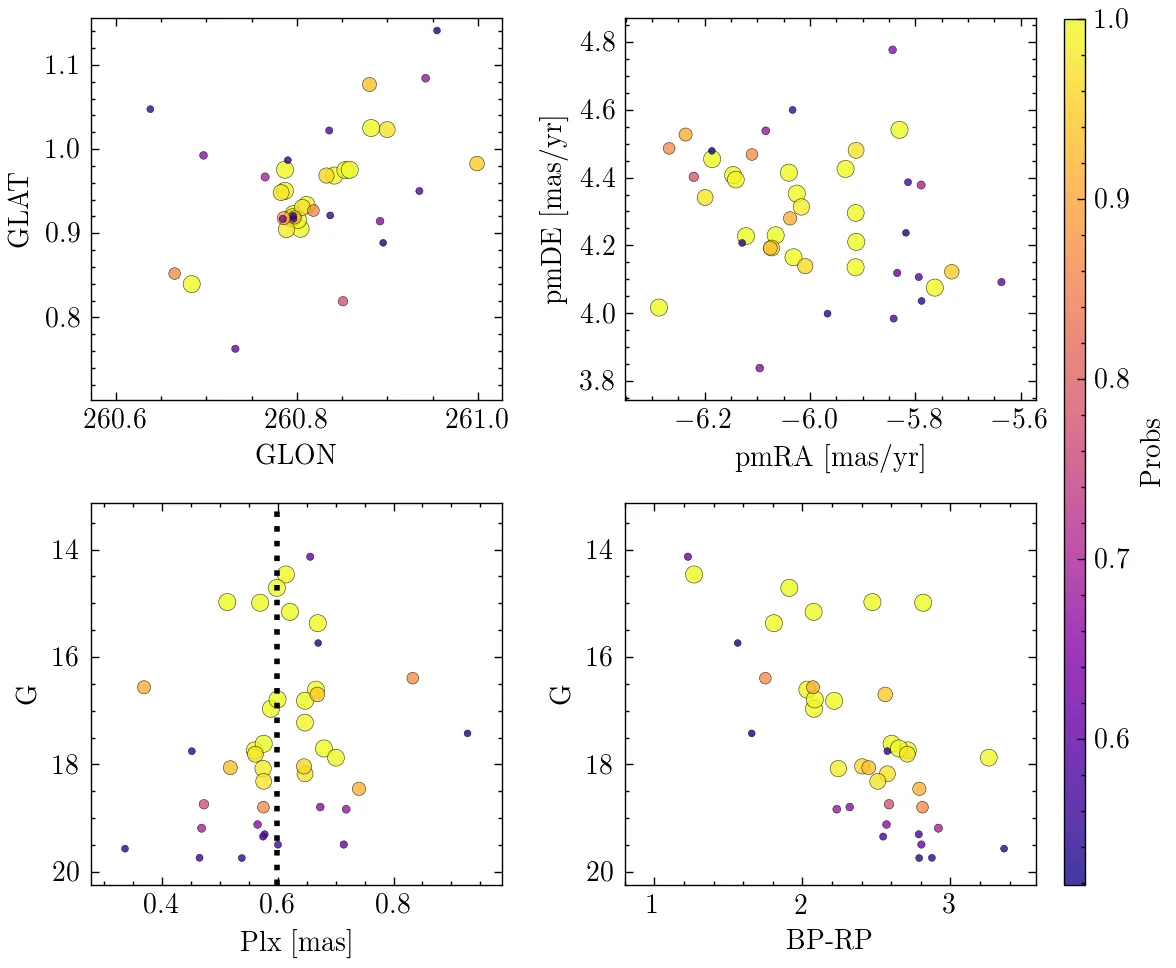 1.1
1.0
0.9
0.8
GLAT
260.6 260.8 261.0
GLON
4.8
4.6
4.4
4.2
4.0
3.8
pmDE [mas/yr]
−6.2 −6.0 −5.8 −5.6
pmRA [mas/yr]
14
16
18
20
G
0.4 0.6 0.8
Plx [mas]
14
16
18
20
G
1 2 3
BP-RP
1.0
0.9
0.8
0.7
0.6
Probs